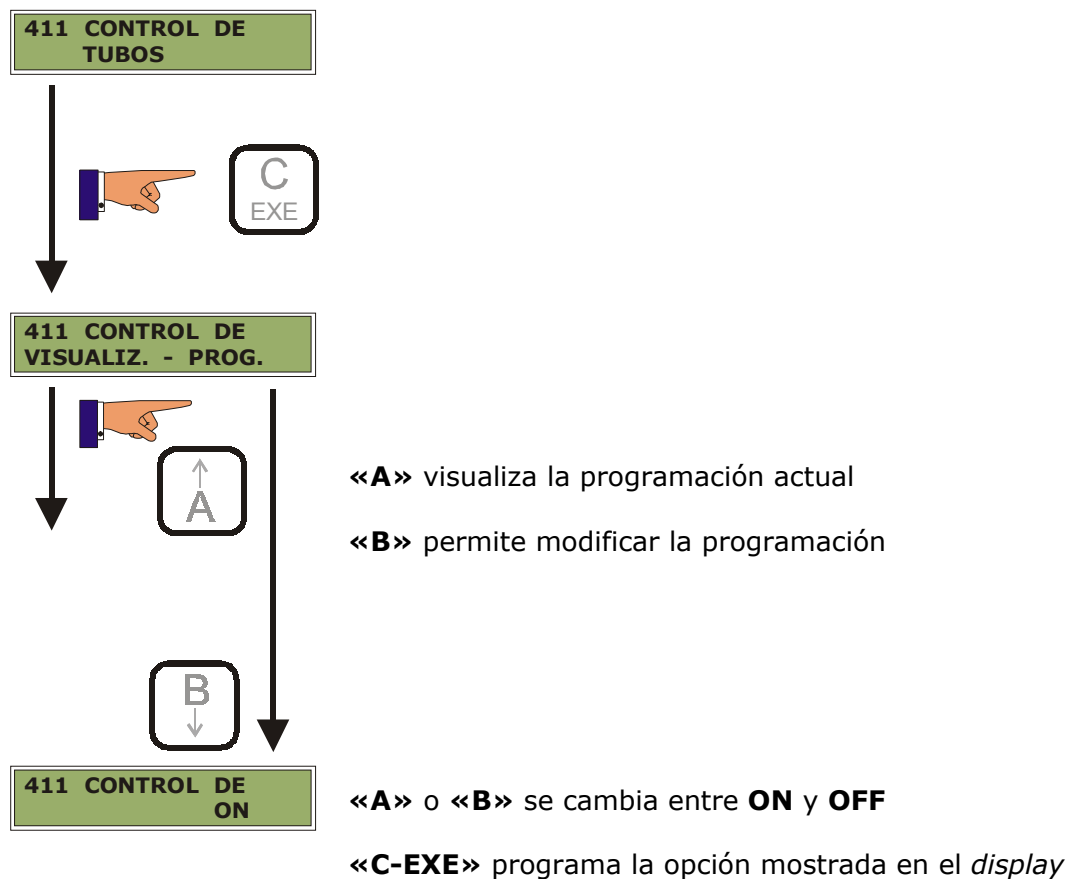 411 CONTROL DE
TUBOS
C
EXE
411 CONTROL DE
VISUALIZ. - PROG.
↑
A
«A» visualiza la programación actual
«B» permite modificar la programación
B
↓
411 CONTROL DE
ON
«A» o «B» se cambia entre ON y OFF
«C-EXE» programa la opción mostrada en el display